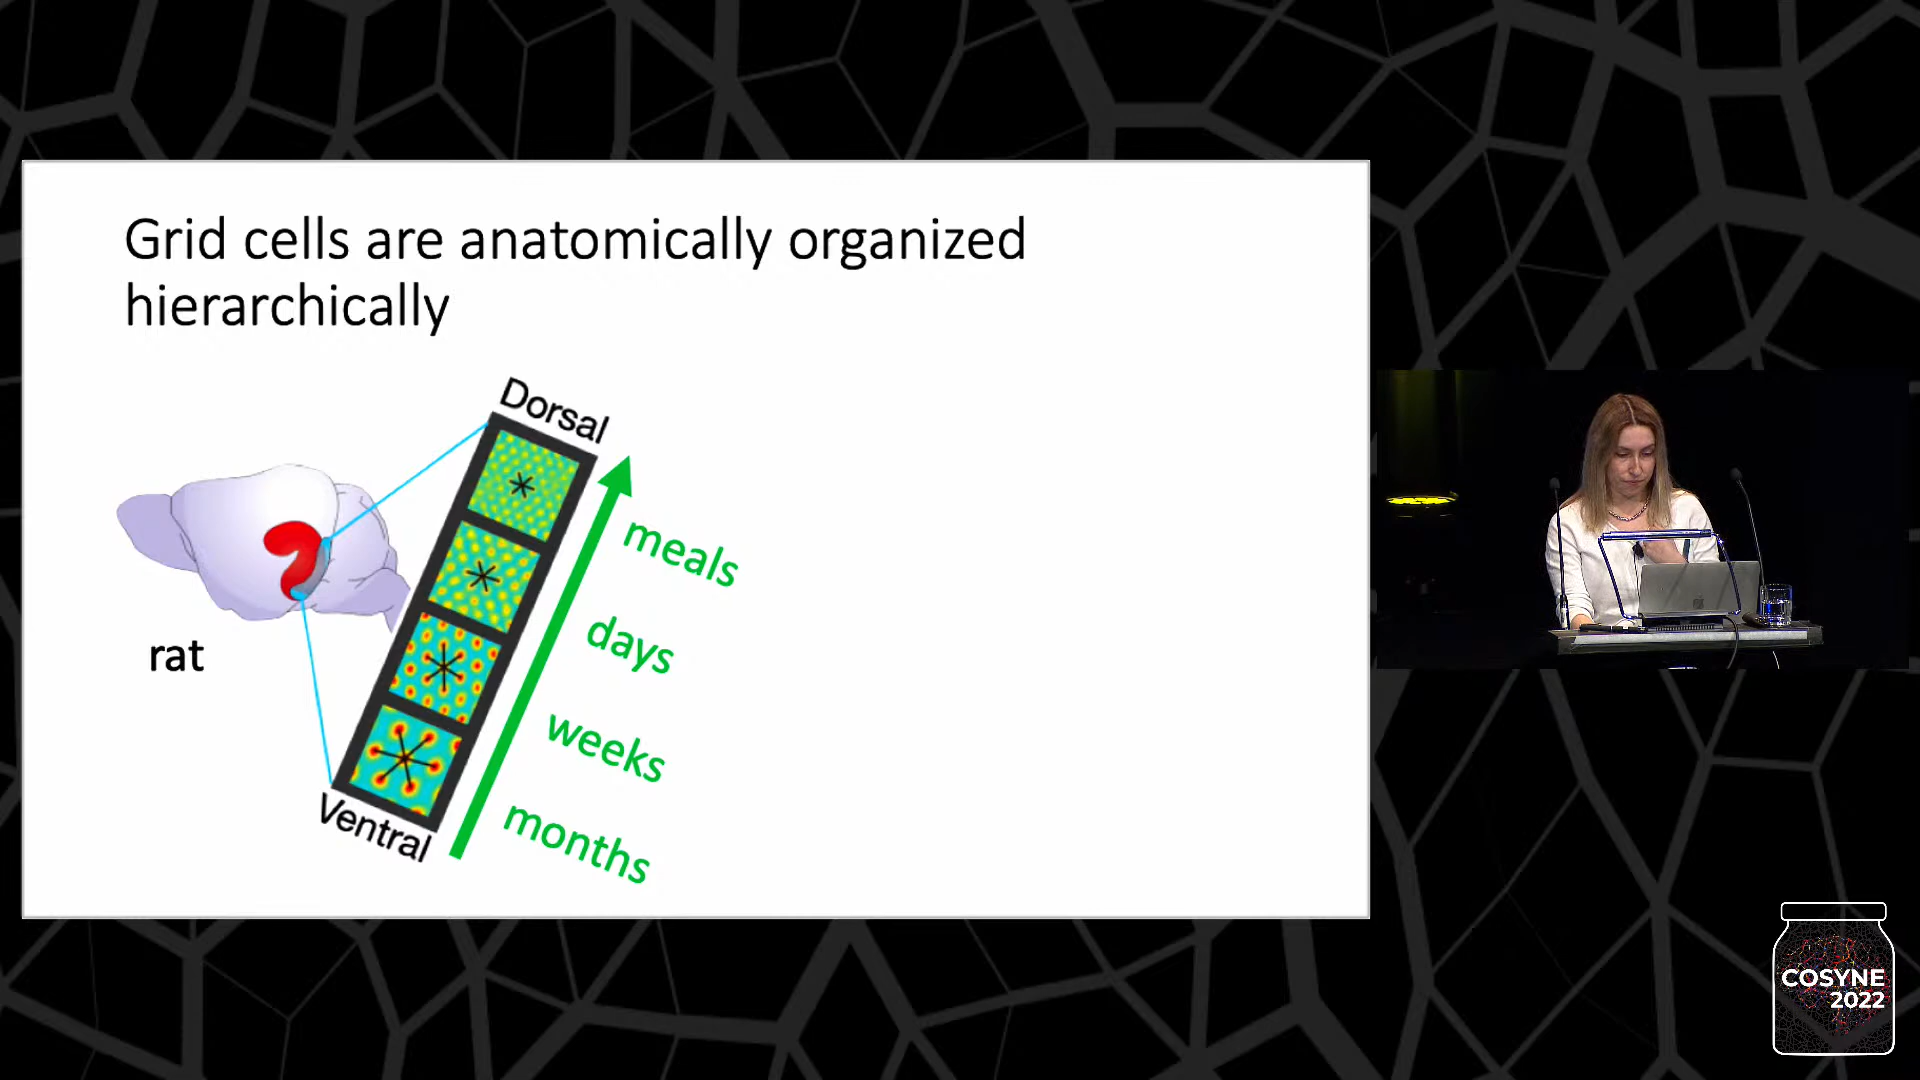 Grid cells are anatomically organized
hierarchically
Dorsal
meals
days
rat
weeks
months
Ventral
COSYNE
2022